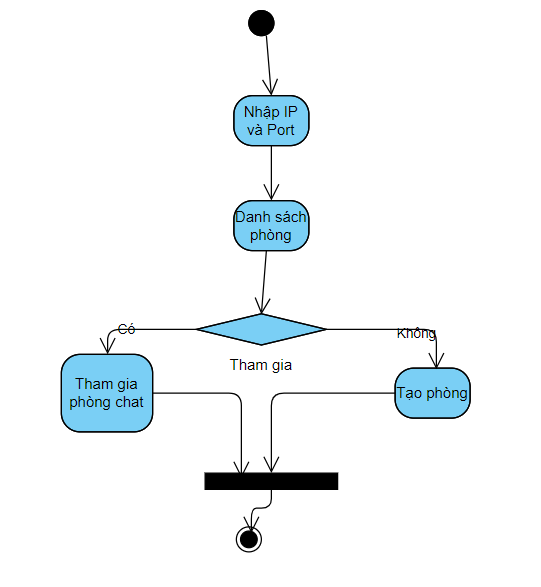 Nhập IP
và Port
Danh sách
phòng
Có
Không
Tham gia
Tham gia
phòng chat
Tạo phòng